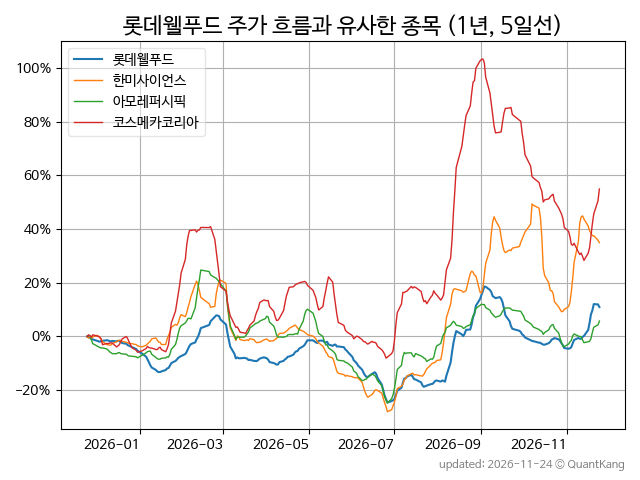 롯데웰푸드 주가 흐름과 유사한 종목 (1년, 5일선)
롯데웰푸드
한미사이언스
아모레퍼시픽
코스메카코리아
100%
80%
60%
40%
20%
0%
−20%
2026-01
2026-03
2026-05
2026-07
2026-09
2026-11
updated: 2026-11-24 © QuantKang